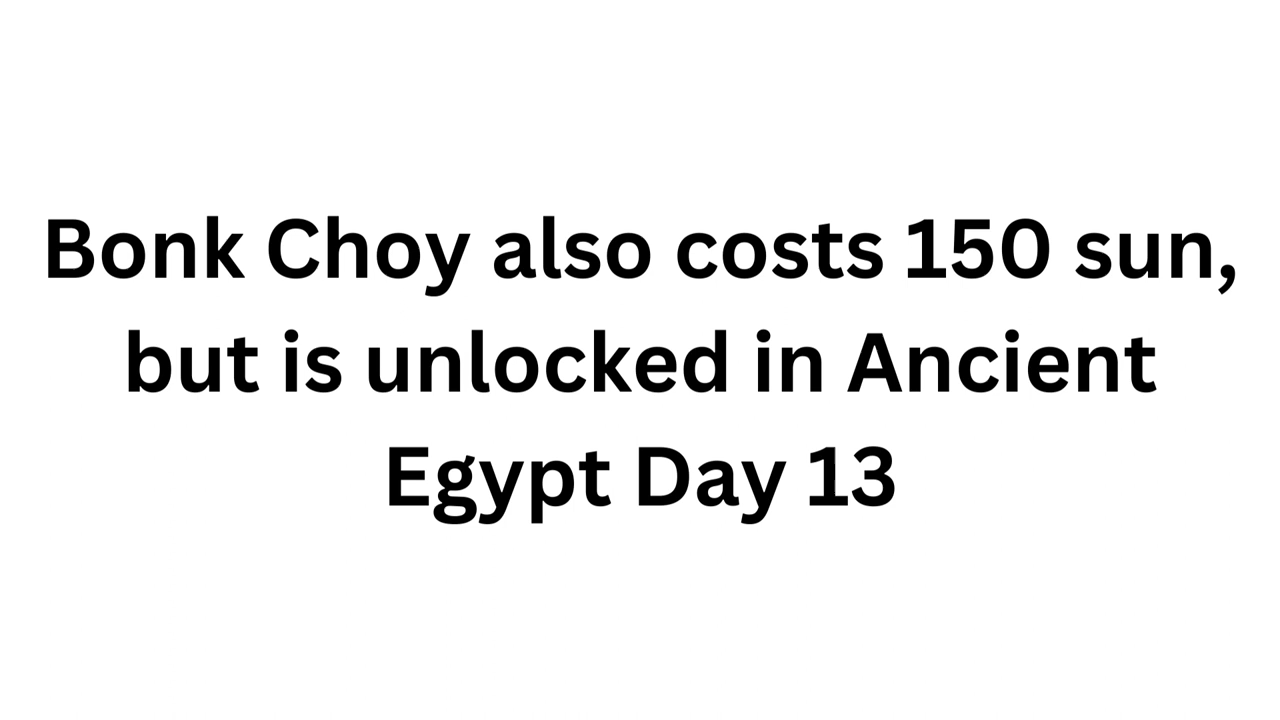 Bonk Choy also costs 150 sun,
but is unlocked in Ancient
Egypt Day 13